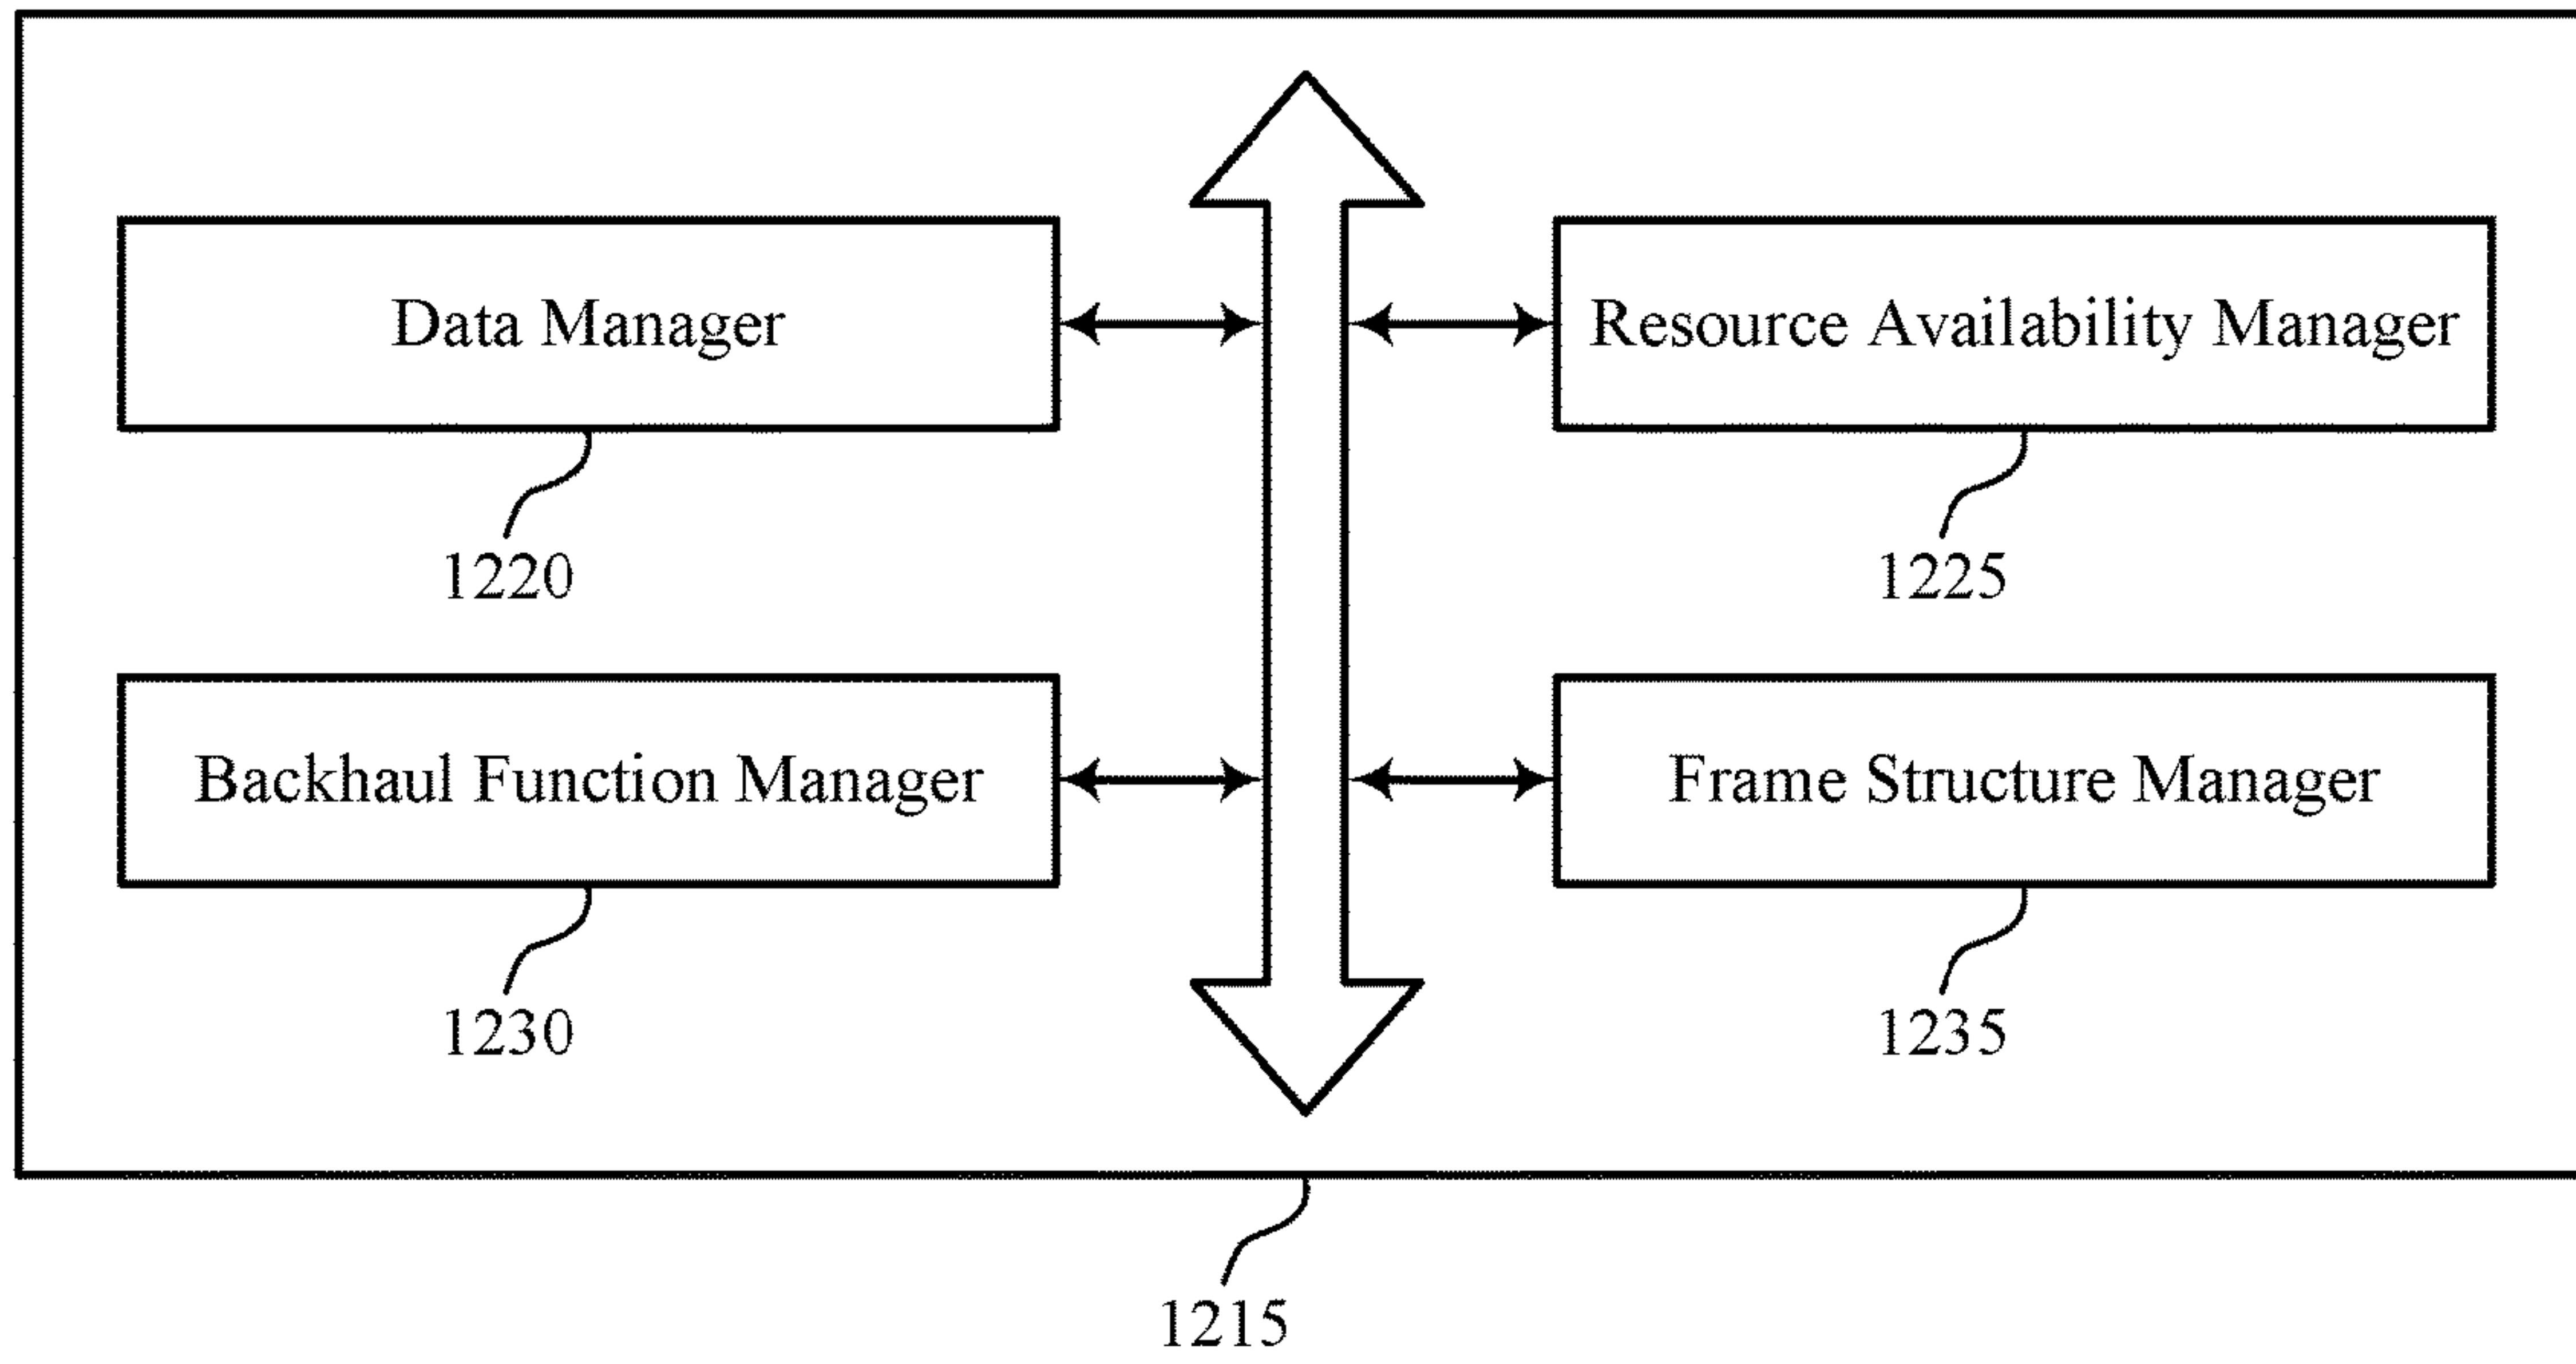 Data Manager
Resource Availability Manager
1220
1225
Backhaul Function Manager
Frame Structure Manager
1230
1235
1215